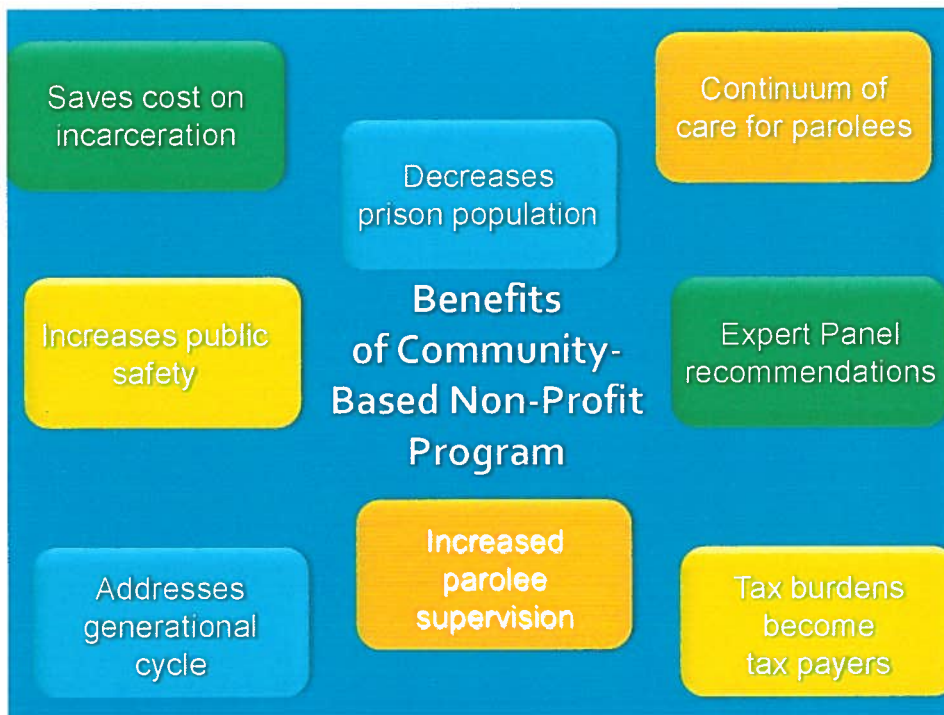 Saves cost on
incarceration
Decreases
prison population
Continuum of
care for parolees
Increases public
safety
Benefits
of Community-
Based Non-Profit
Program
Expert Panel
recommendations
Addresses
generational
cycle
Increased
parolee
supervision
Tax burdens
become
tax payers